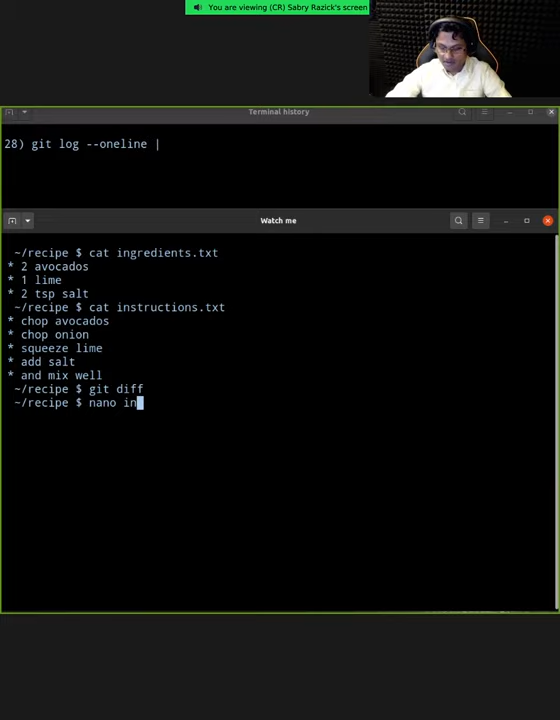 You are viewing (CR) Sabry Razick's screen
Terminal history
28) git log --oneline |
Watch me
~/recipe $ cat ingredients.txt
* 2 avocados
* 1 lime
* 2 tsp salt
~/recipe $ cat instructions.txt
* chop avocados
* chop onion
* squeeze lime
* add salt
* and mix well
~/recipe $ git diff
~/recipe $ nano in